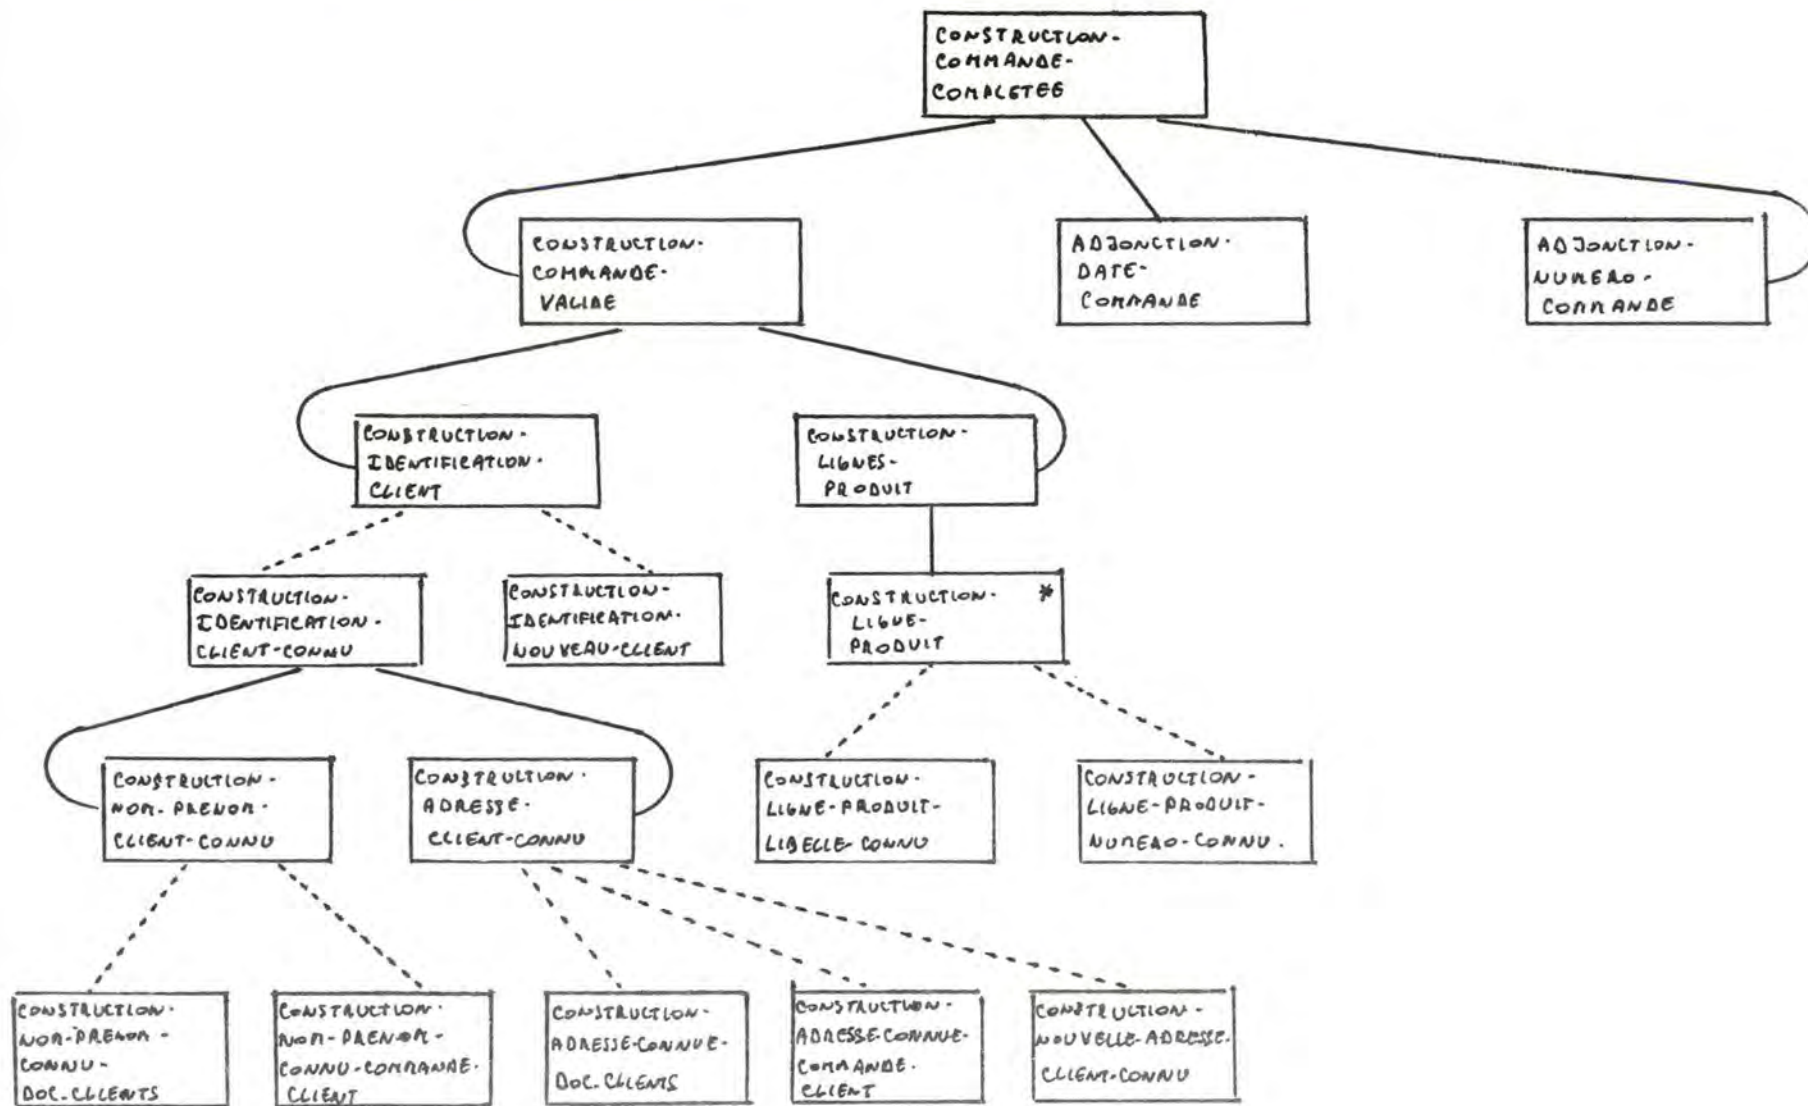 CONSTRUCTION-
COMMANDE-
COMPLETEE
CONSTRUCTION-
COMMANDE-
VALIDE
ADJONCTION-
DATE-
COMMANDE
ADJONCTION-
NUMERO-
COMMANDE
CONSTRUCTION-
IDENTIFICATION-
CLIENT
CONSTRUCTION-
LIGNES-
PRODUIT
CONSTRUCTION-
IDENTIFICATION-
CLIENT-CONNU
CONSTRUCTION-
IDENTIFICATION-
NOUVEAU-CLIENT
CONSTRUCTION- *
LIGNE-
PRODUIT
CONSTRUCTION-
NOM-PRENOM-
CLIENT-CONNU
CONSTRUCTION-
ADRESSE-
CLIENT-CONNU
CONSTRUCTION-
LIGNE-PRODUIT-
LIBELLE-CONNU
CONSTRUCTION-
LIGNE-PRODUIT-
NUMERO-CONNU.
CONSTRUCTION-
NOM-PRENOM-
CONNU-
DOC.CLIENTS
CONSTRUCTION-
NOM-PRENOM-
CONNU-COMMANDE-
CLIENT
CONSTRUCTION-
ADRESSE-CONNUE-
DOC.CLIENTS
CONSTRUCTION-
ADRESSE-CONNUE-
COMMANDE-
CLIENT
CONSTRUCTION-
NOUVELLE-ADRESSE-
CLIENT-CONNU